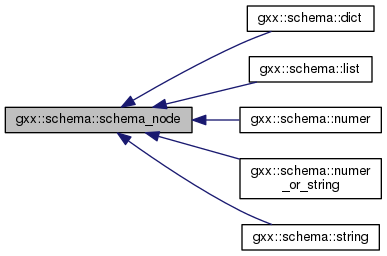 gxx::schema::dict
gxx::schema::list
gxx::schema::schema_node
gxx::schema::numer
gxx::schema::numer
_or_string
gxx::schema::string